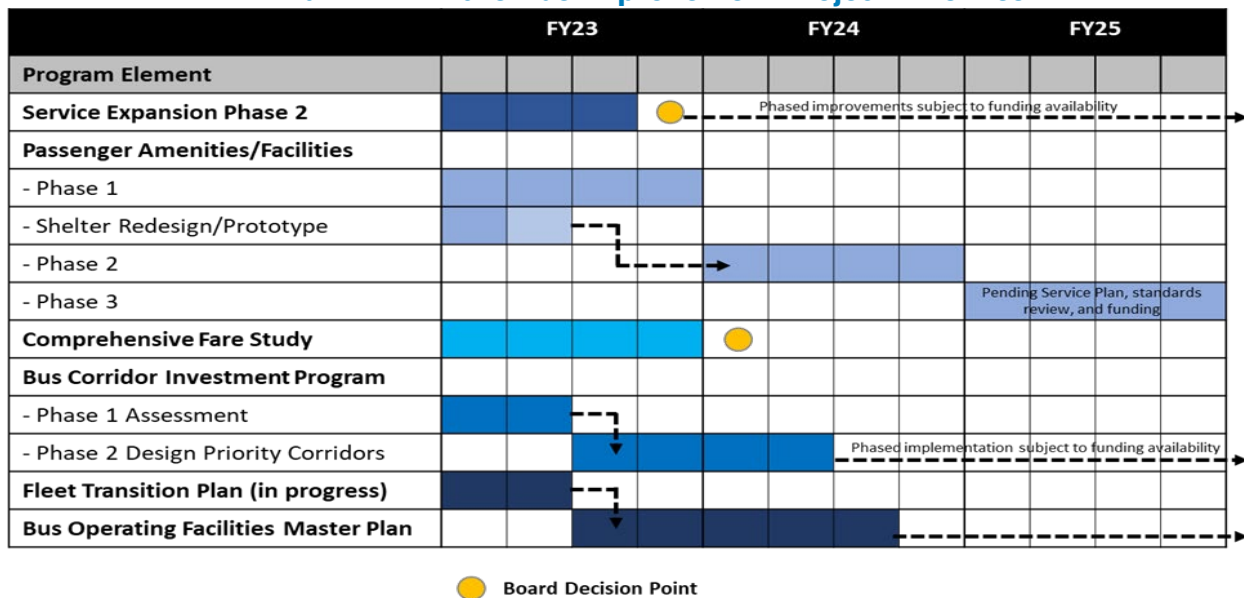 FY23 FY24 FY25
Program Element
Service Expansion Phase 2 Phased improvements subject to funding availability
Passenger Amenities/Facilities
- Phase 1
- Shelter Redesign/Prototype
- Phase 2
- Phase 3 Pending Service Plan, standards
review, and funding
Comprehensive Fare Study
Bus Corridor Investment Program
- Phase 1 Assessment
- Phase 2 Design Priority Corridors Phased implementation subject to funding availability
Fleet Transition Plan (in progress)
Bus Operating Facilities Master Plan
Board Decision Point